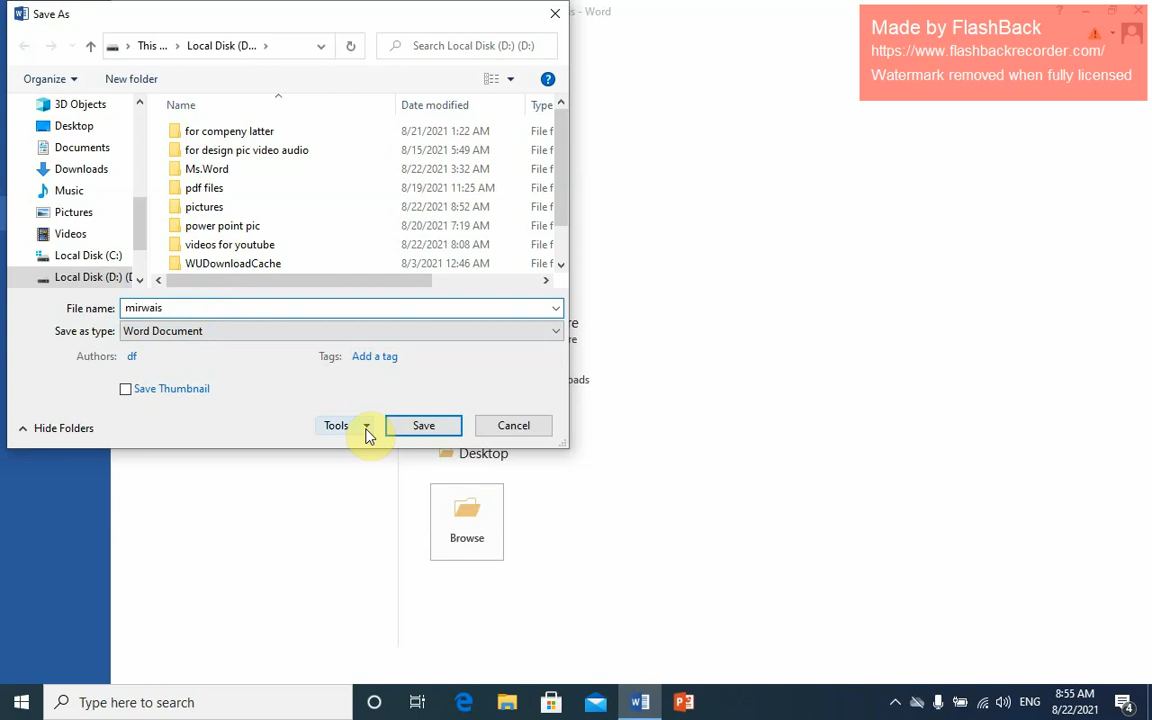 Save As
is - Word
Made by FlashBack
https://www.flashbackrecorder.com/
Watermark removed when fully licensed
This ...
Local Disk (D...
Search Local Disk (D:) (D:)
Organize
New folder
Name
Date modified
Type
3D Objects
Desktop
Documents
Downloads
Music
Pictures
Videos
Local Disk (C:)
Local Disk (D:) (D
for compeny latter 8/21/2021 1:22 AM File f
for design pic video audio 8/15/2021 5:49 AM File f
Ms.Word 8/22/2021 3:32 AM File f
pdf files 8/19/2021 11:25 AM File f
pictures 8/22/2021 8:52 AM File f
power point pic 8/20/2021 7:19 AM File f
videos for youtube 8/22/2021 8:08 AM File f
WUDownloadCache 8/3/2021 12:46 AM File f
File name: mirwais
Save as type: Word Document
Authors: df
Tags: Add a tag
Save Thumbnail
Hide Folders
Tools
Save
Cancel
re
re
oads
Desktop
Browse
Type here to search
ENG
8:55 AM
8/22/2021
4